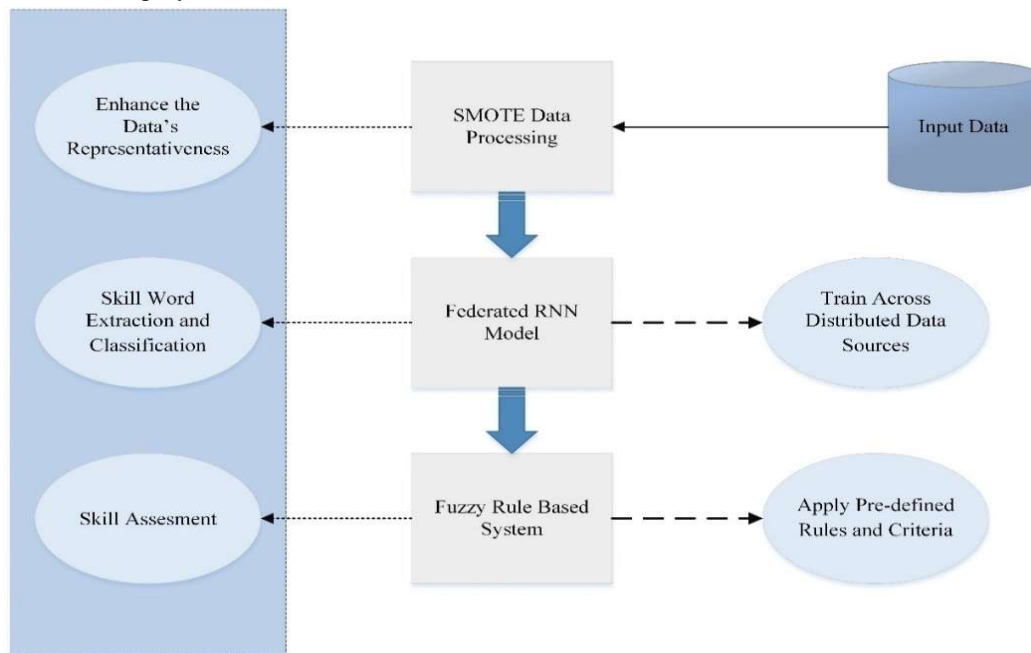 Enhance the
Data's
Representativeness
SMOTE Data
Processing
Input Data
Skill Word
Extraction and
Classification
Federated RNN
Model
Train Across
Distributed Data
Sources
Skill Assesment
Fuzzy Rule Based
System
Apply Pre-defined
Rules and Criteria